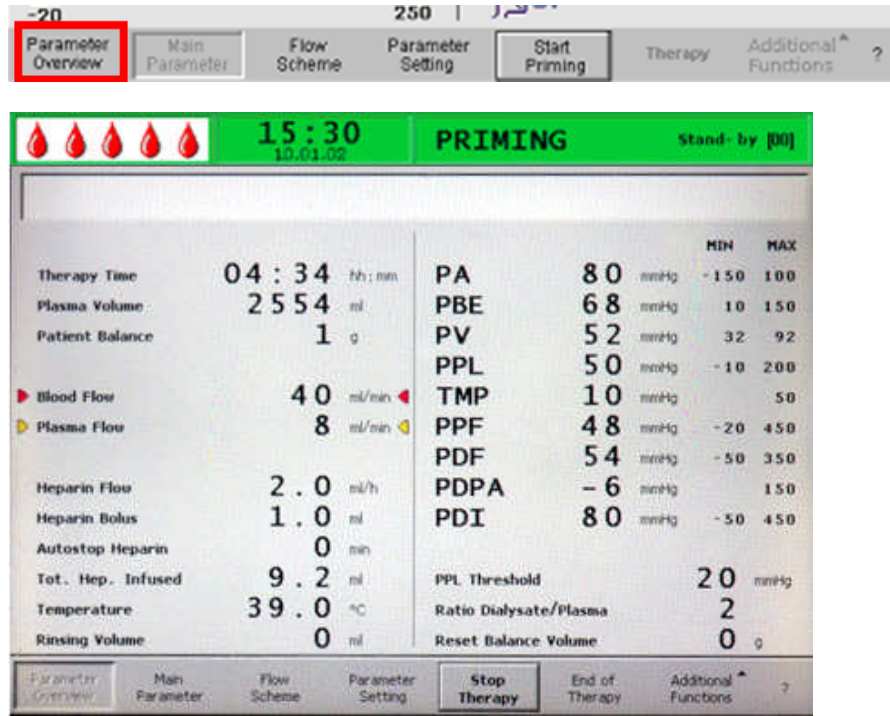 -20 250
Parameter Overview Main Parameter Flow Scheme Parameter Setting Start Priming Therapy Additional Functions ?
15:30
10.01.02
PRIMING
Stand- by [00]
MIN MAX
Therapy Time 04:34 hh:mm PA 80 mmHg -150 100
Plasma Volume 2554 ml PBE 68 mmHg 10 150
Patient Balance 1 g PV 52 mmHg 32 92
PPL 50 mmHg -10 200
Blood Flow 40 ml/min TMP 10 mmHg 50
Plasma Flow 8 ml/min PPF 48 mmHg -20 450
PDF 54 mmHg -50 350
Heparin Flow 2.0 ml/h PDPA -6 mmHg 150
Heparin Bolus 1.0 ml PDI 80 mmHg -50 450
Autostop Heparin 0 min
Tot. Hep. Infused 9.2 ml PPL Threshold 20 mmHg
Temperature 39.0 °C Ratio Dialysate/Plasma 2
Rinsing Volume 0 ml Reset Balance Volume 0 g
Parameter Overview Main Parameter Flow Scheme Parameter Setting Stop Therapy End of Therapy Additional Functions ?